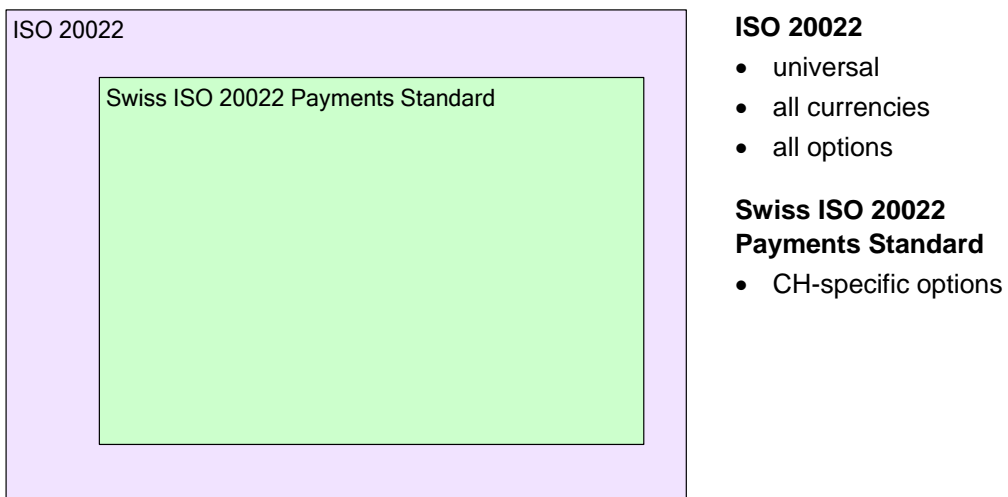 ISO 20022
Swiss ISO 20022 Payments Standard
ISO 20022
• universal
• all currencies
• all options
Swiss ISO 20022
Payments Standard
• CH-specific options